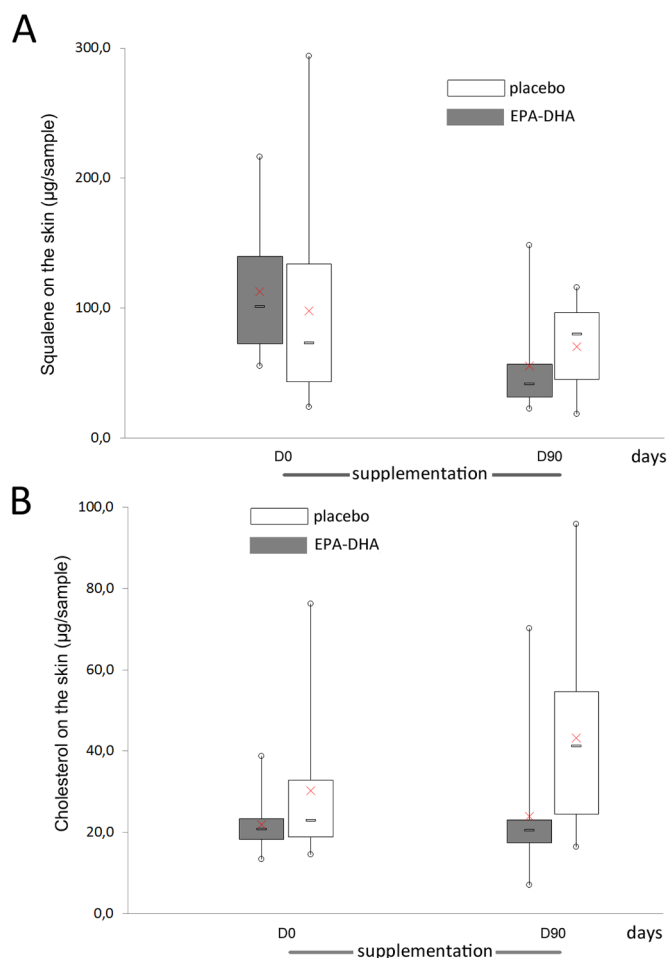 A
300,0
placebo
EPA-DHA
200,0
Squalene on the skin (µg/sample)
100,0
0,0
D0
D90
days
supplementation
B
100,0
placebo
EPA-DHA
80,0
60,0
Cholesterol on the skin (µg/sample)
40,0
20,0
0,0
D0
D90
days
supplementation